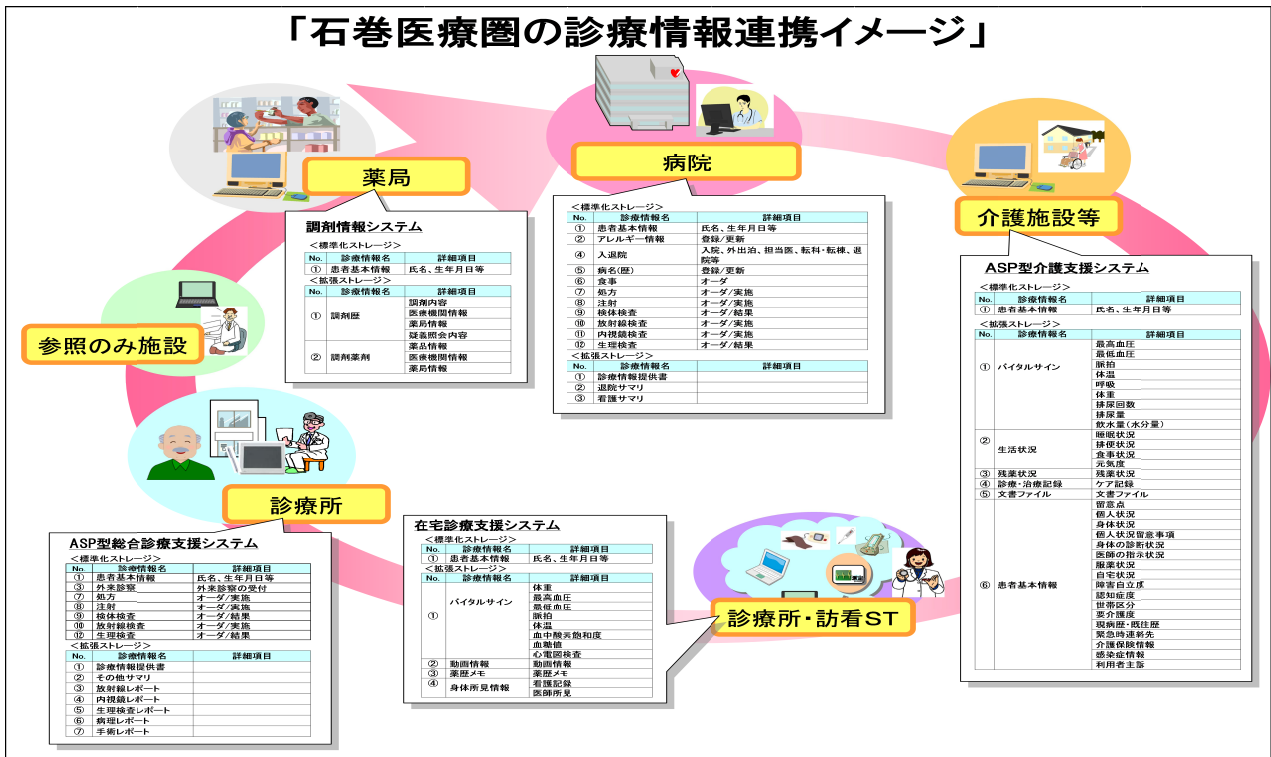 「石巻医療圏の診療情報連携イメージ」
薬局
調剤情報システム
＜標準化ストレージ＞
No. 診療情報名 詳細項目
① 患者基本情報 氏名、生年月日等
＜拡張ストレージ＞
No. 診療情報名 詳細項目
① 調剤歴
調剤内容
医療機関情報
薬局情報
疑義照会内容
② 調剤薬剤
薬品情報
医療機関情報
薬局情報
病院
＜標準化ストレージ＞
No. 診療情報名 詳細項目
① 患者基本情報 氏名、生年月日等
② アレルギー情報 登録/更新
④ 入退院 入院、外出泊、担当医、転科・転棟、退院等
⑤ 病名(歴) 登録/更新
⑥ 食事 オーダ
⑦ 処方 オーダ/実施
⑧ 注射 オーダ/実施
⑨ 検体検査 オーダ/結果
⑩ 放射線検査 オーダ/実施
⑪ 内視鏡検査 オーダ/実施
⑫ 生理検査 オーダ/結果
＜拡張ストレージ＞
No. 診療情報名 詳細項目
① 診療情報提供書
② 退院サマリ
③ 看護サマリ
介護施設等
ASP型介護支援システム
＜標準化ストレージ＞
No. 診療情報名 詳細項目
① 患者基本情報 氏名、生年月日等
＜拡張ストレージ＞
No. 診療情報名 詳細項目
① バイタルサイン
最高血圧
最低血圧
脈拍
体温
呼吸
体重
排尿回数
排尿量
飲水量(水分量)
② 生活状況
睡眠状況
排便状況
食事状況
元気度
③ 残薬状況 残薬状況
④ 診療・治療記録 ケア記録
⑤ 文書ファイル 文書ファイル
⑥ 患者基本情報
留意点
個人状況
身体状況
個人状況留意事項
身体の診断状況
医師の指示状況
服薬状況
自宅状況
障害自立度
認知症度
世帯区分
要介護度
現病歴・既往歴
緊急時連絡先
介護保険情報
感染症情報
利用者主訴
参照のみ施設
診療所
ASP型総合診療支援システム
＜標準化ストレージ＞
No. 診療情報名 詳細項目
① 患者基本情報 氏名、生年月日等
③ 外来診察 外来診察の受付
⑦ 処方 オーダ/実施
⑧ 注射 オーダ/実施
⑨ 検体検査 オーダ/結果
⑩ 放射線検査 オーダ/実施
⑫ 生理検査 オーダ/結果
＜拡張ストレージ＞
No. 診療情報名 詳細項目
① 診療情報提供書
② その他サマリ
③ 放射線レポート
④ 内視鏡レポート
⑤ 生理検査レポート
⑥ 病理レポート
⑦ 手術レポート
診療所・訪看ST
在宅診療支援システム
＜標準化ストレージ＞
No. 診療情報名 詳細項目
① 患者基本情報 氏名、生年月日等
＜拡張ストレージ＞
No. 診療情報名 詳細項目
① バイタルサイン
体重
最高血圧
最低血圧
脈拍
体温
血中酸素飽和度
血糖値
心電図検査
② 動画情報 動画情報
③ 薬歴メモ 薬歴メモ
④ 身体所見情報
看護記録
医師所見